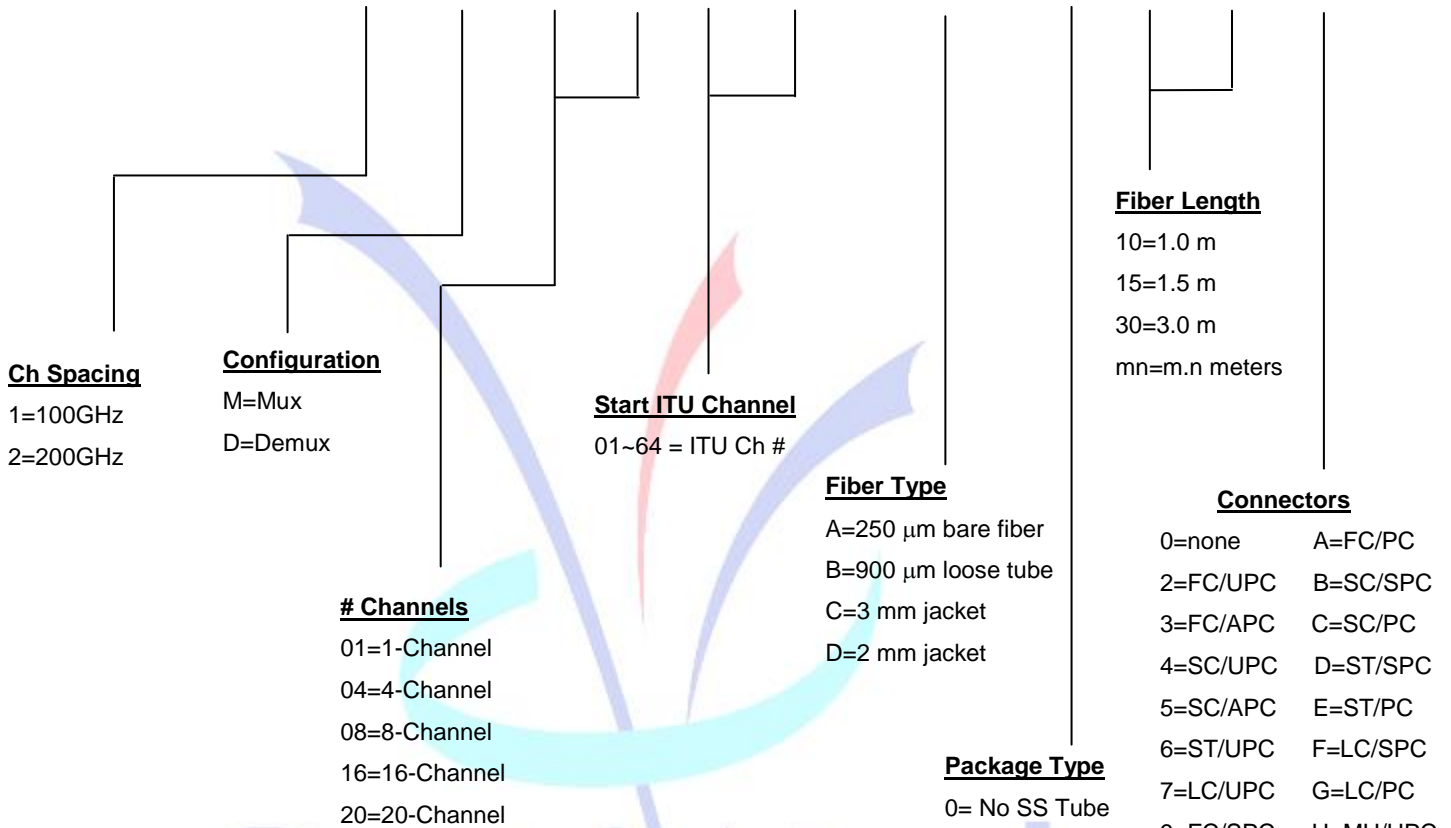 Ch Spacing
1=100GHz
2=200GHz
Configuration
M=Mux
D=Demux
# Channels
01=1-Channel
04=4-Channel
08=8-Channel
16=16-Channel
20=20-Channel
Start ITU Channel
01~64 = ITU Ch #
Fiber Type
A=250 μm bare fiber
B=900 μm loose tube
C=3 mm jacket
D=2 mm jacket
Package Type
0= No SS Tube
Fiber Length
10=1.0 m
15=1.5 m
30=3.0 m
mn=m.n meters
Connectors
0=none A=FC/PC
2=FC/UPC B=SC/SPC
3=FC/APC C=SC/PC
4=SC/UPC D=ST/SPC
5=SC/APC E=ST/PC
6=ST/UPC F=LC/SPC
7=LC/UPC G=LC/PC